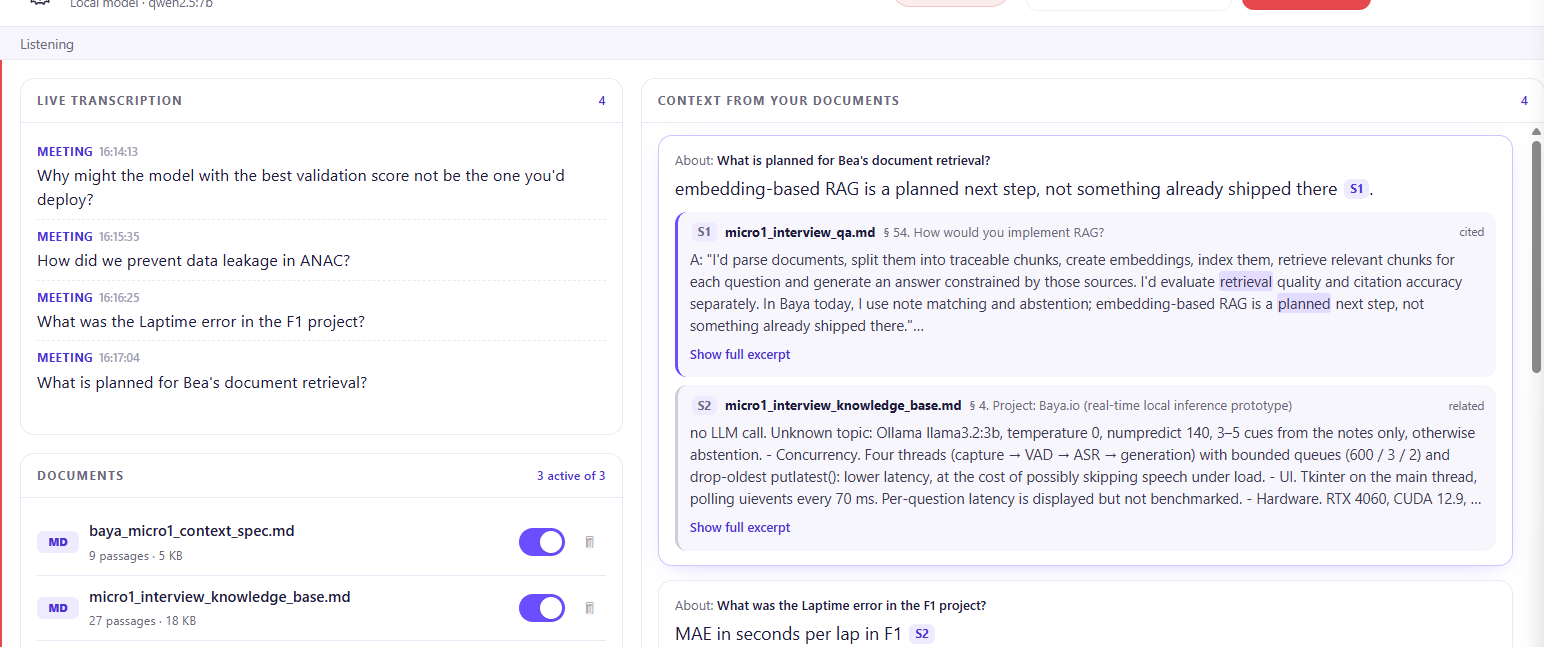 Local model · qwen2.5:7b
Listening
LIVE TRANSCRIPTION 4
MEETING 16:14:13
Why might the model with the best validation score not be the one you'd
deploy?
MEETING 16:15:35
How did we prevent data leakage in ANAC?
MEETING 16:16:25
What was the Laptime error in the F1 project?
MEETING 16:17:04
What is planned for Bea's document retrieval?
DOCUMENTS 3 active of 3
MD baya_micro1_context_spec.md
9 passages · 5 KB
MD micro1_interview_knowledge_base.md
27 passages · 18 KB
CONTEXT FROM YOUR DOCUMENTS 4
About: What is planned for Bea's document retrieval?
embedding-based RAG is a planned next step, not something already shipped there S1 .
S1 micro1_interview_qa.md § 54. How would you implement RAG? cited
A: "I'd parse documents, split them into traceable chunks, create embeddings, index them, retrieve relevant chunks for
each question and generate an answer constrained by those sources. I'd evaluate retrieval quality and citation accuracy
separately. In Baya today, I use note matching and abstention; embedding-based RAG is a planned next step, not
something already shipped there."...
Show full excerpt
S2 micro1_interview_knowledge_base.md § 4. Project: Baya.io (real-time local inference prototype) related
no LLM call. Unknown topic: Ollama llama3.2:3b, temperature 0, numpredict 140, 3–5 cues from the notes only, otherwise
abstention. - Concurrency. Four threads (capture → VAD → ASR → generation) with bounded queues (600 / 3 / 2) and
drop-oldest putlatest(): lower latency, at the cost of possibly skipping speech under load. - UI. Tkinter on the main thread,
polling uievents every 70 ms. Per-question latency is displayed but not benchmarked. - Hardware. RTX 4060, CUDA 12.9, ...
Show full excerpt
About: What was the Laptime error in the F1 project?
MAE in seconds per lap in F1 S2